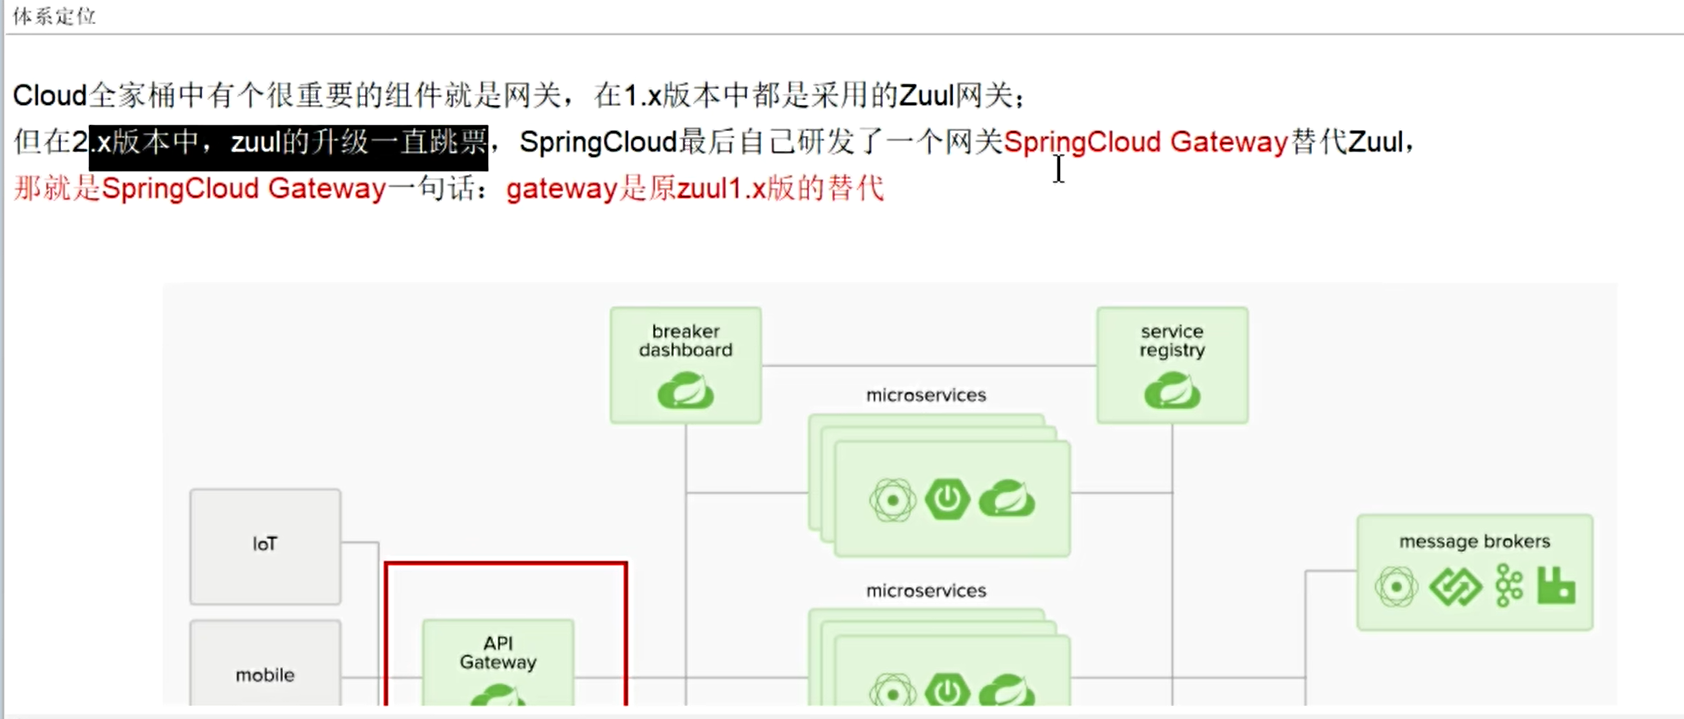 体系定位
Cloud全家桶中有个很重要的组件就是网关，在1.x版本中都是采用的Zuul网关；
但在2.x版本中，zuul的升级一直跳票，SpringCloud最后自己研发了一个网关SpringCloud Gateway替代Zuul，
那就是SpringCloud Gateway一句话：gateway是原zuul1.x版的替代
breaker
dashboard
service
registry
microservices
IoT
message brokers
microservices
API
Gateway
mobile